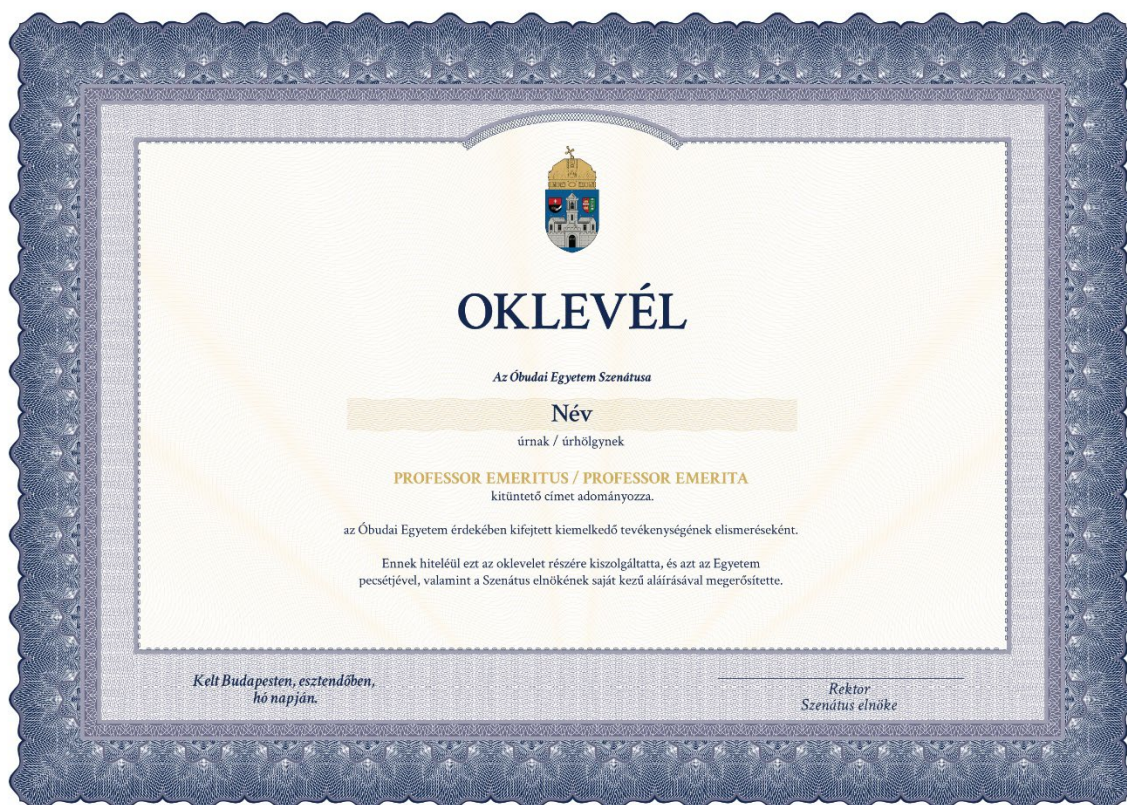 OKLEVÉL
Az Óbudai Egyetem Szenátusa
Név
úrnak / úrhölgynek
PROFESSOR EMERITUS / PROFESSOR EMERITA
kitüntető címet adományozza.
az Óbudai Egyetem érdekében kifejtett kiemelkedő tevékenységének elismeréseként.
Ennek hiteléül ezt az oklevelet részére kiszolgáltatta, és azt az Egyetem
pecsétjével, valamint a Szenátus elnökének saját kezű aláírásával megerősítette.
Kelt Budapesten, esztendőben,
hó napján.
Rektor
Szenátus elnöke